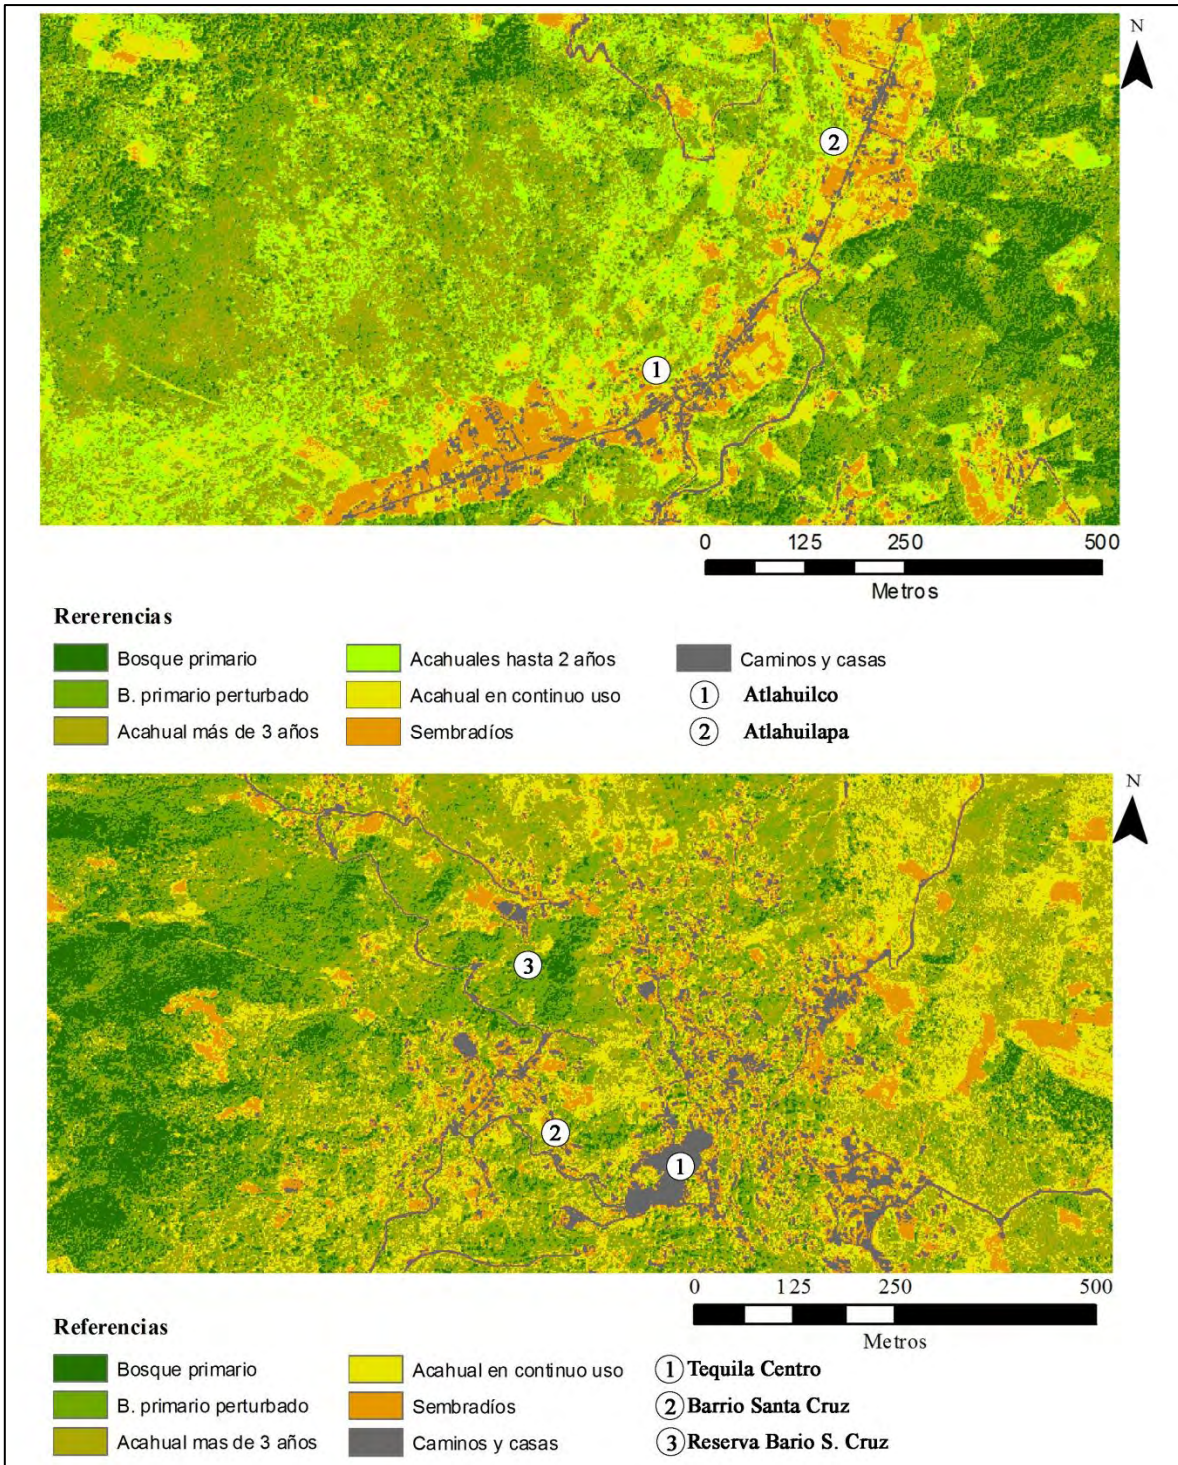 N
2
1
0 125 250 500
Metros
Rererencias
Bosque primario
B. primario perturbado
Acahual más de 3 años
Acahuales hasta 2 años
Acahual en continuo uso
Sembradíos
Caminos y casas
1 Atlahuilco
2 Atlahuilapa
N
3
2
1
0 125 250 500
Metros
Referencias
Bosque primario
B. primario perturbado
Acahual mas de 3 años
Acahual en continuo uso
Sembradíos
Caminos y casas
1 Tequila Centro
2 Barrio Santa Cruz
3 Reserva Bario S. Cruz